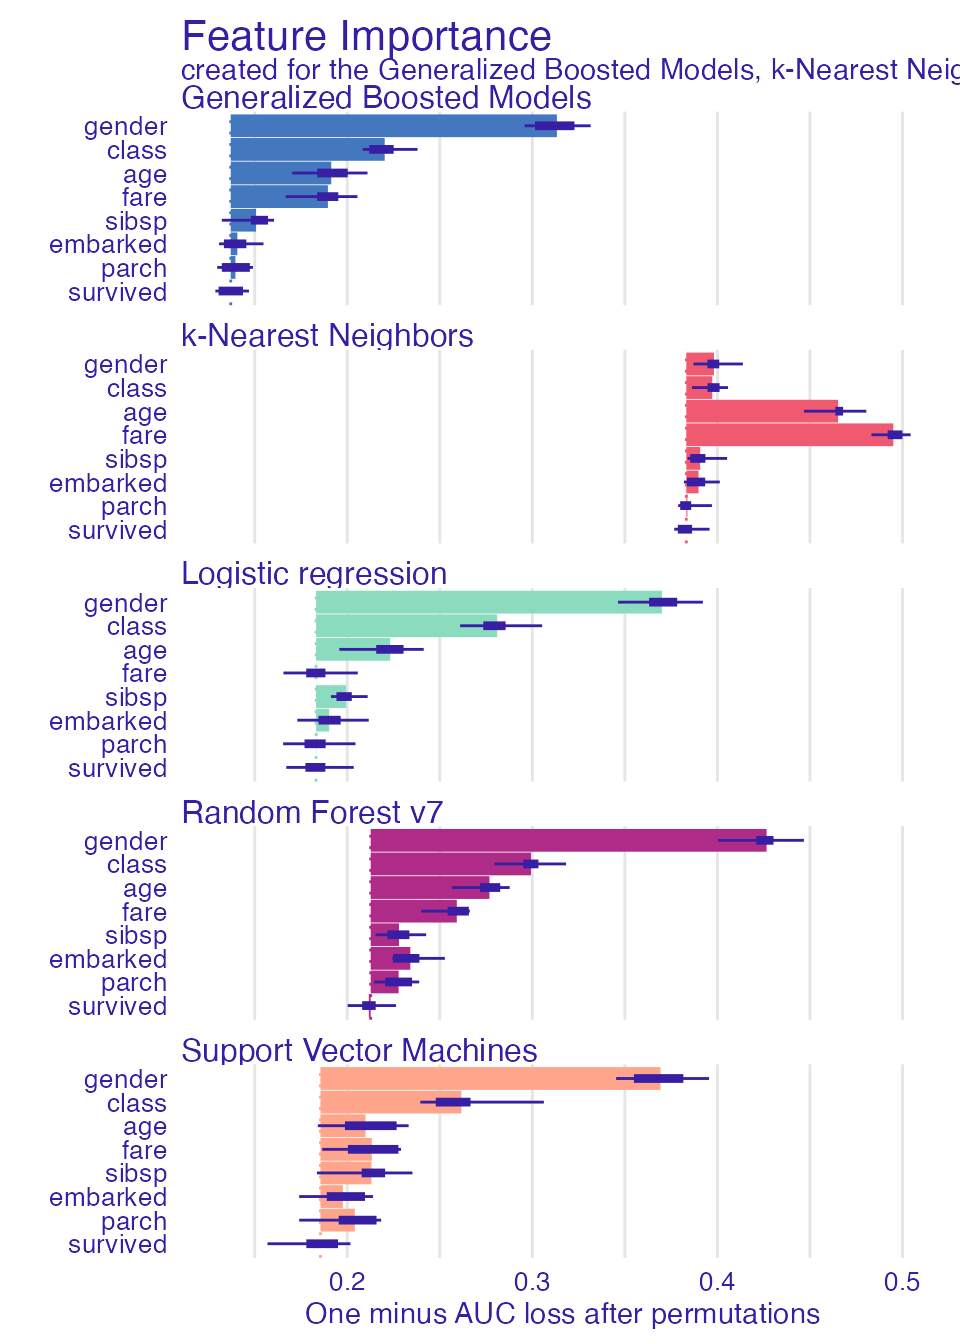 Feature Importance
created for the Generalized Boosted Models, k-Nearest Neig
Generalized Boosted Models
gender
class
age
fare
sibsp
embarked
parch
survived
k-Nearest Neighbors
gender
class
age
fare
sibsp
embarked
parch
survived
Logistic regression
gender
class
age
fare
sibsp
embarked
parch
survived
Random Forest v7
gender
class
age
fare
sibsp
embarked
parch
survived
Support Vector Machines
gender
class
age
fare
sibsp
embarked
parch
survived
0.2 0.3 0.4 0.5
One minus AUC loss after permutations